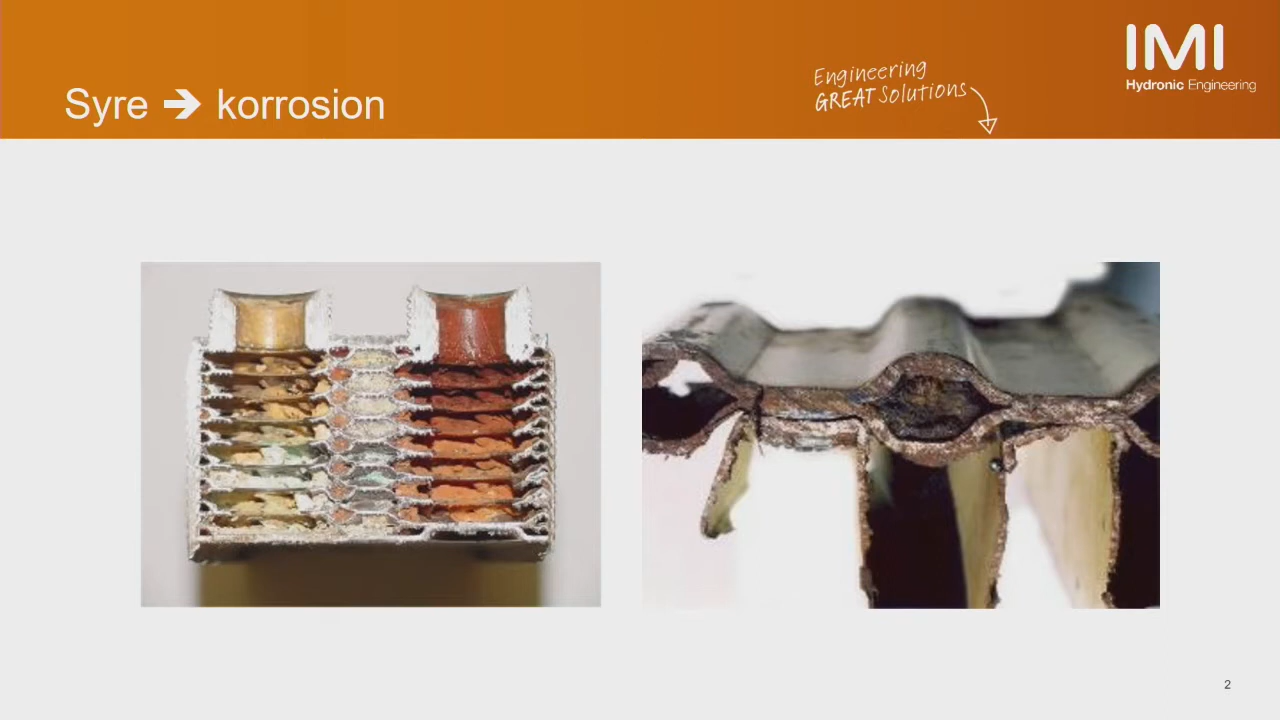 Syre ➔ korrosion
Engineering
GREAT Solutions
IMI
Hydronic Engineering
2